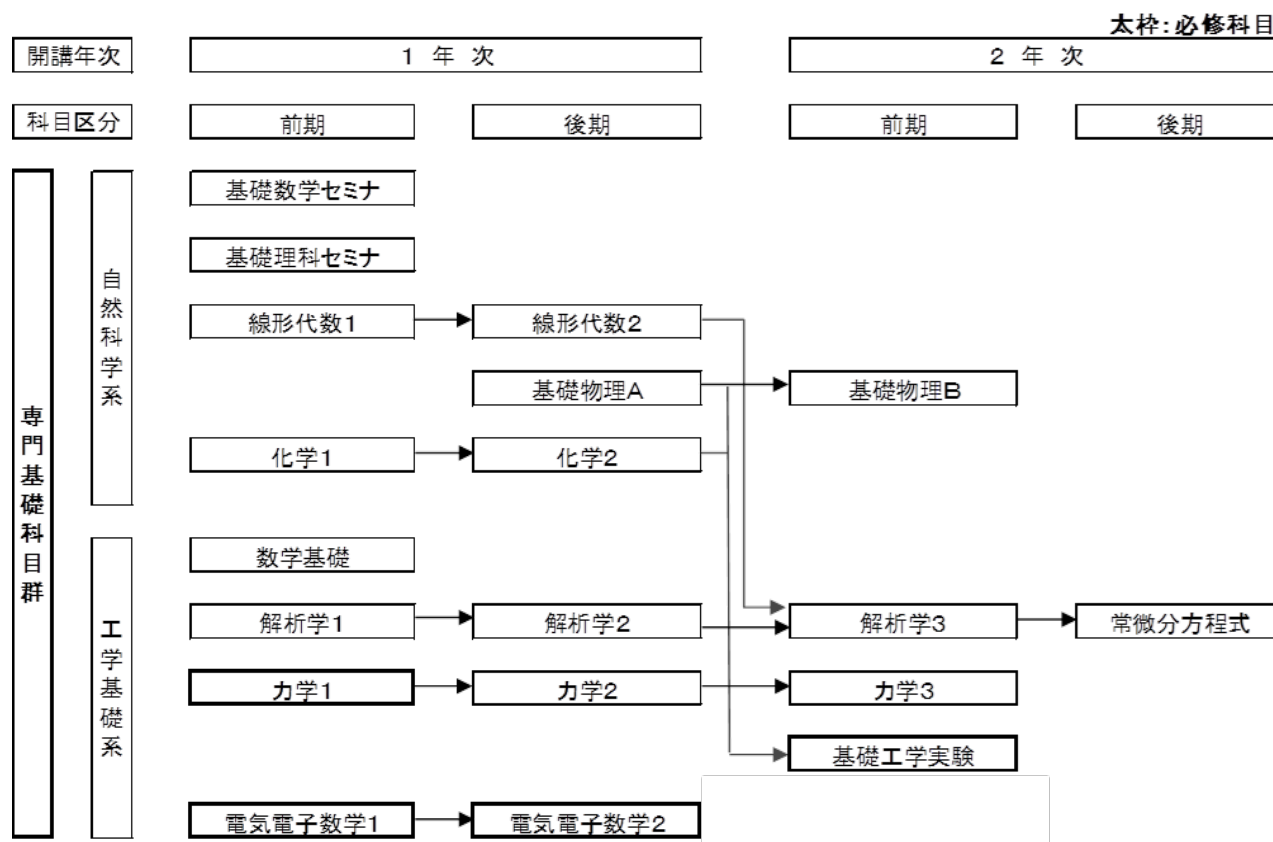 太枠:必修科目
開講年次
1 年 次
2 年 次
科目区分
前期
後期
前期
後期
専門基礎科目群
自然科学系
基礎数学セミナ
基礎理科セミナ
線形代数1
線形代数2
基礎物理A
基礎物理B
化学1
化学2
工学基礎系
数学基礎
解析学1
解析学2
解析学3
常微分方程式
力学1
力学2
力学3
基礎工学実験
電気電子数学1
電気電子数学2